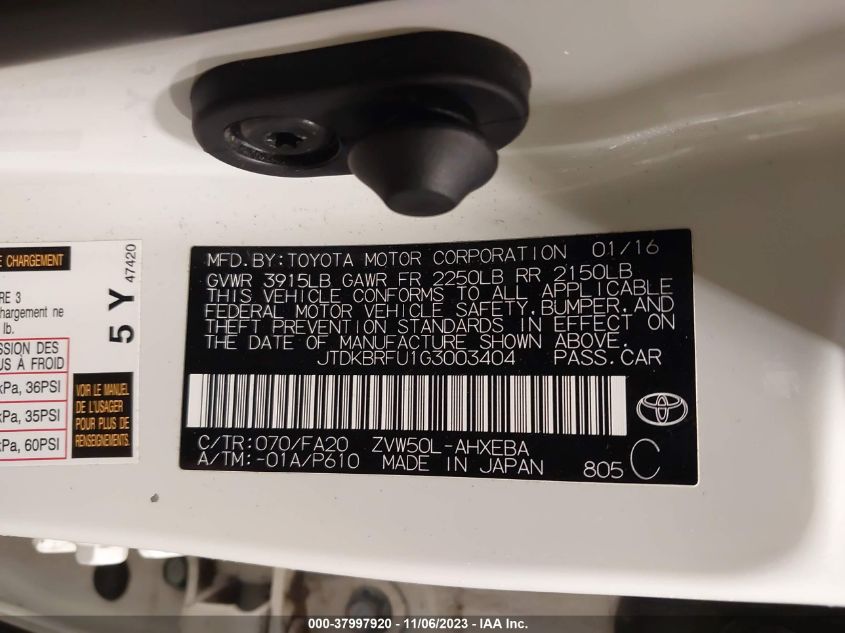 MFD.BY:TOYOTA MOTOR CORPORATION 01/16
GVWR 3915LB GAWR FR 2250LB RR 2150LB
THIS VEHICLE CONFORMS TO ALL APPLICABLE
FEDERAL MOTOR VEHICLE SAFETY,BUMPER,AND
THEFT PREVENTION STANDARDS IN EFFECT ON
THE DATE OF MANUFACTURE SHOWN ABOVE.
JTDKBRFU1G3003404 PASS.CAR
C/TR:070/FA20 ZVW50L-AHXEBA
A/TM:-01A/P610 MADE IN JAPAN 805 C
E CHARGEMENT
RE 3
chargement ne
lb.
SSION DES
US À FROID
kPa, 36PSI
kPa, 35PSI
kPa, 60PSI
5 Y 47420
VOIR LE MANUEL
DE L'USAGER
POUR PLUS DE
RENSEIGNEMENTS.
000-37997920 - 11/06/2023 - IAA Inc.